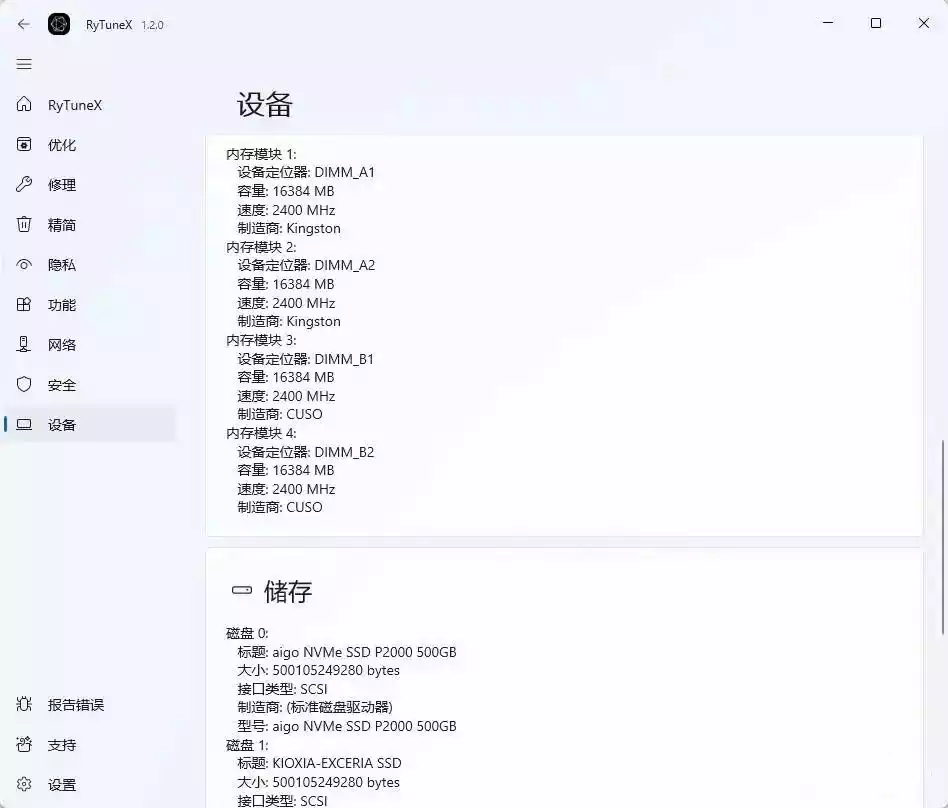 RyTuneX 1.2.0
RyTuneX
优化
修理
精简
隐私
功能
网络
安全
设备
报告错误
支持
设置
设备
内存模块 1:
设备定位器: DIMM_A1
容量: 16384 MB
速度: 2400 MHz
制造商: Kingston
内存模块 2:
设备定位器: DIMM_A2
容量: 16384 MB
速度: 2400 MHz
制造商: Kingston
内存模块 3:
设备定位器: DIMM_B1
容量: 16384 MB
速度: 2400 MHz
制造商: CUSO
内存模块 4:
设备定位器: DIMM_B2
容量: 16384 MB
速度: 2400 MHz
制造商: CUSO
储存
磁盘 0:
标题: aigo NVMe SSD P2000 500GB
大小: 500105249280 bytes
接口类型: SCSI
制造商: (标准磁盘驱动器)
型号: aigo NVMe SSD P2000 500GB
磁盘 1:
标题: KIOXIA-EXCERIA SSD
大小: 500105249280 bytes
接口类型: SCSI